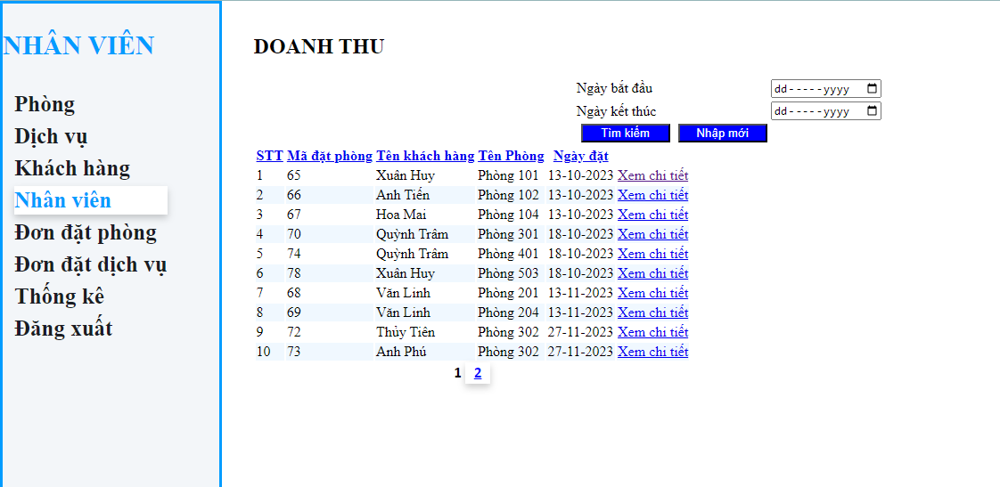 NHÂN VIÊN
Phòng
Dịch vụ
Khách hàng
Nhân viên
Đơn đặt phòng
Đơn đặt dịch vụ
Thống kê
Đăng xuất
DOANH THU
Ngày bắt đầu dd-----yyyy
Ngày kết thúc dd-----yyyy
Tìm kiếm Nhập mới
STT Mã đặt phòng Tên khách hàng Tên Phòng Ngày đặt
1 65 Xuân Huy Phòng 101 13-10-2023 Xem chi tiết
2 66 Anh Tiến Phòng 102 13-10-2023 Xem chi tiết
3 67 Hoa Mai Phòng 104 13-10-2023 Xem chi tiết
4 70 Quỳnh Trâm Phòng 301 18-10-2023 Xem chi tiết
5 74 Quỳnh Trâm Phòng 401 18-10-2023 Xem chi tiết
6 78 Xuân Huy Phòng 503 18-10-2023 Xem chi tiết
7 68 Văn Linh Phòng 201 13-11-2023 Xem chi tiết
8 69 Văn Linh Phòng 204 13-11-2023 Xem chi tiết
9 72 Thủy Tiên Phòng 302 27-11-2023 Xem chi tiết
10 73 Anh Phú Phòng 302 27-11-2023 Xem chi tiết
1 2